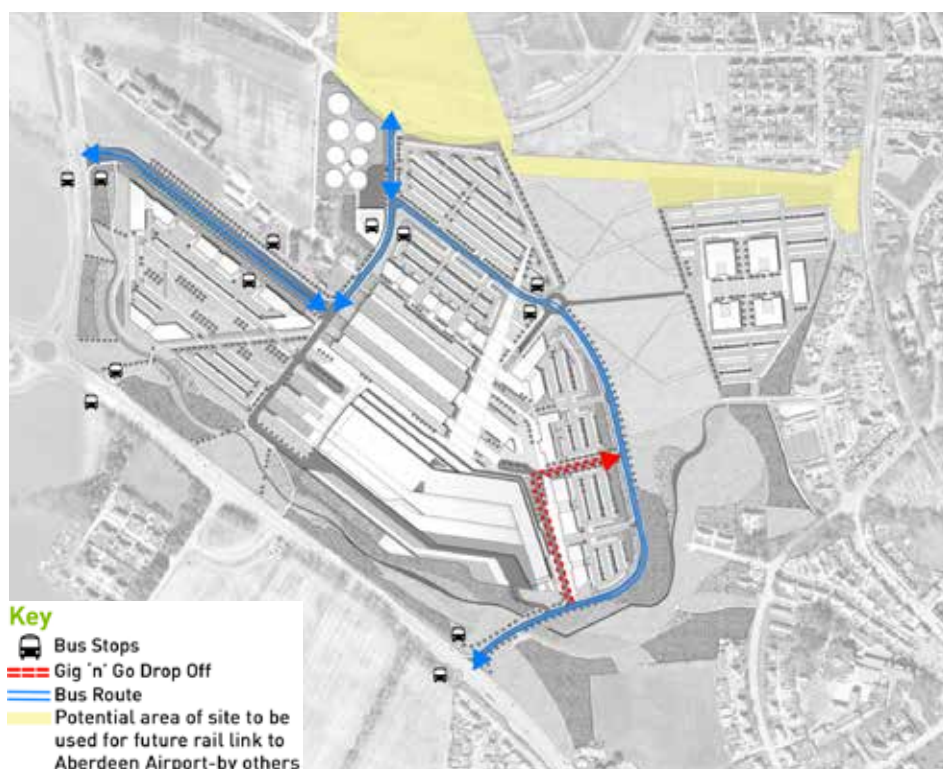 Key
Bus Stops
Gig 'n' Go Drop Off
Bus Route
Potential area of site to be
used for future rail link to
Aberdeen Airport-by others